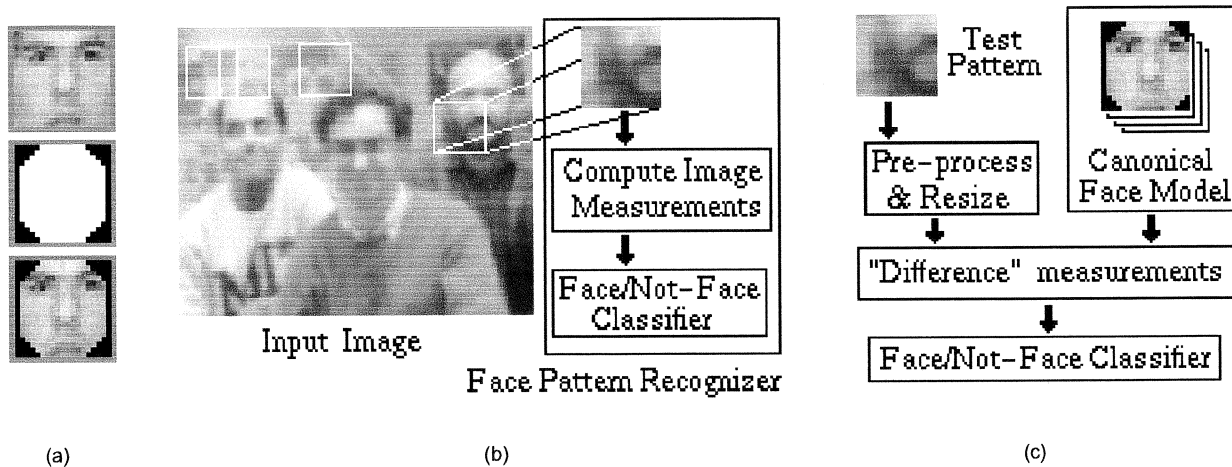 Compute Image
Measurements
Face/Not-Face
Classifier
Input Image
Face Pattern Recognizer
Test
Pattern
Pre-process
& Resize
Canonical
Face Model
"Difference" measurements
Face/Not-Face Classifier
(a)
(b)
(c)